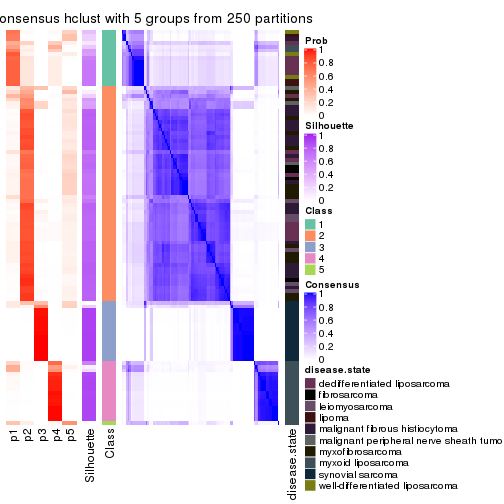 onsensus hclust with 5 groups from 250 partitions
Prob
1
0.8
0.6
0.4
0.2
0
Silhouette
1
0.8
0.6
0.4
0.2
0
Class
1
2
3
4
5
Consensus
1
0.8
0.6
0.4
0.2
0
disease.state
dedifferentiated liposarcoma
fibrosarcoma
leiomyosarcoma
lipoma
malignant fibrous histiocytoma
malignant peripheral nerve sheath tumo
myxofibrosarcoma
myxoid liposarcoma
synovial sarcoma
well-differentiated liposarcoma
p1
p2
p3
p4
p5
Silhouette
Class
disease.state